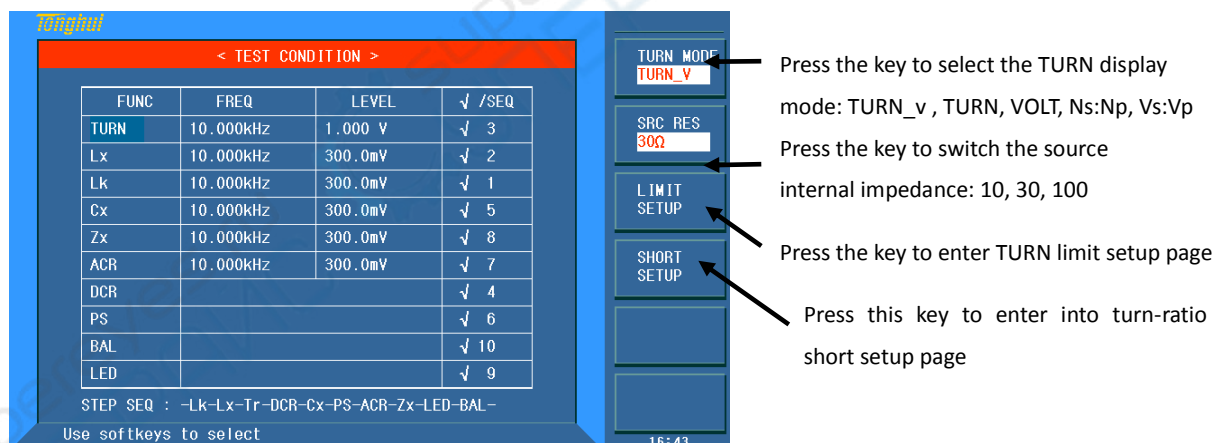 Tonghui
< TEST CONDITION >
FUNC FREQ LEVEL √ /SEQ
TURN 10.000kHz 1.000 V √ 3
Lx 10.000kHz 300.0mV √ 2
Lk 10.000kHz 300.0mV √ 1
Cx 10.000kHz 300.0mV √ 5
Zx 10.000kHz 300.0mV √ 8
ACR 10.000kHz 300.0mV √ 7
DCR √ 4
PS √ 6
BAL √ 10
LED √ 9
STEP SEQ : -Lk-Lx-Tr-DCR-Cx-PS-ACR-Zx-LED-BAL-
Use softkeys to select
TURN MODE
TURN_V
SRC RES
30Ω
LIMIT
SETUP
SHORT
SETUP
16:43
Press the key to select the TURN display
mode: TURN_v , TURN, VOLT, Ns:Np, Vs:Vp
Press the key to switch the source
internal impedance: 10, 30, 100
Press the key to enter TURN limit setup page
Press this key to enter into turn-ratio
short setup page